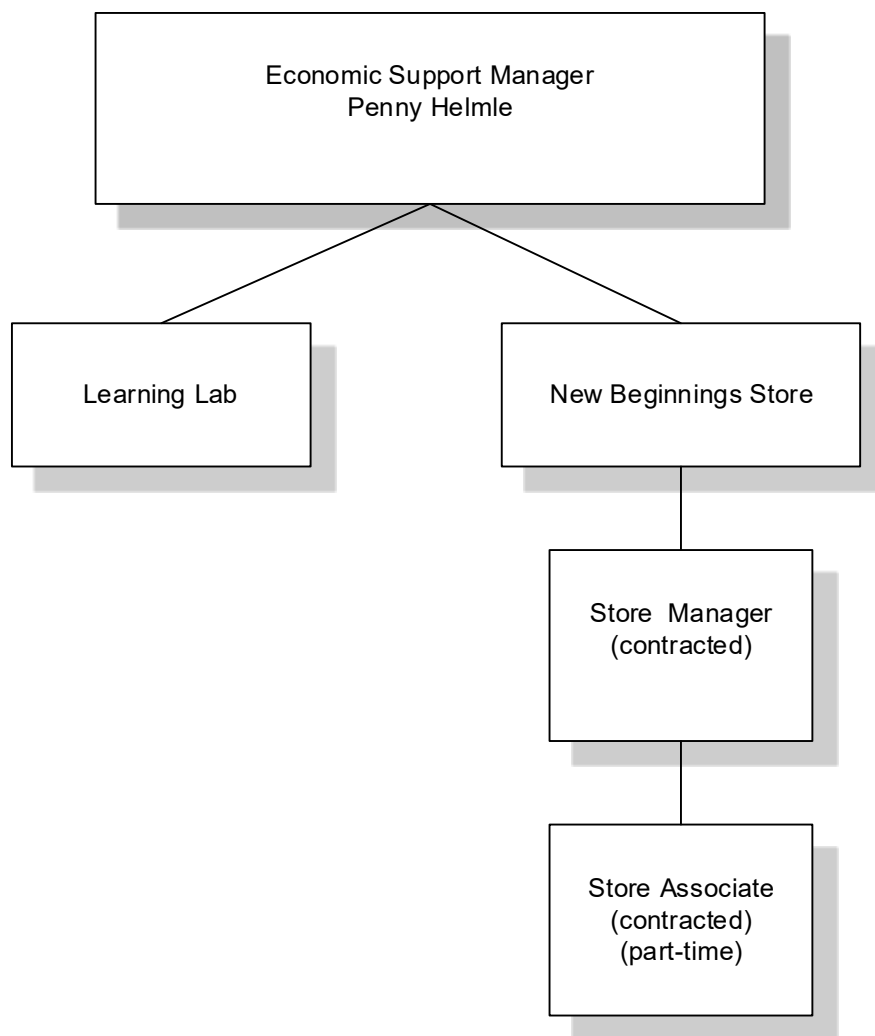 Economic Support Manager
Penny Helmle
Learning Lab
New Beginnings Store
Store Manager
(contracted)
Store Associate
(contracted)
(part-time)